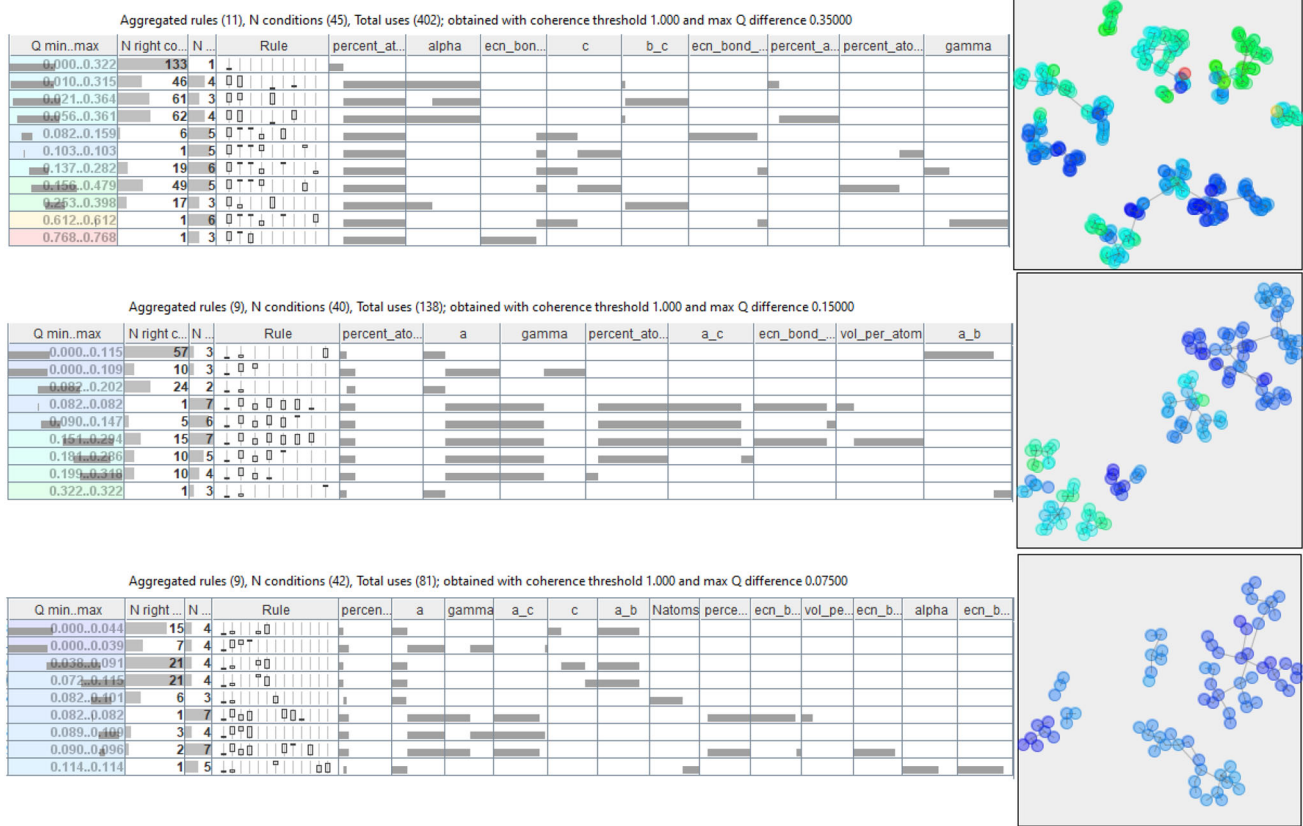 Aggregated rules (11), N conditions (45), Total uses (402); obtained with coherence threshold 1.000 and max Q difference 0.35000
Q min..max N right co... N ... Rule percent_at... alpha ecn_bon... c b_c ecn_bond_... percent_a... percent_ato... gamma
0.000..0.322 133 1
0.010..0.315 46 4
0.021..0.364 61 3
0.056..0.361 62 4
0.082..0.159 6 5
0.103..0.103 1 5
0.137..0.282 19 6
0.156..0.479 49 5
0.253..0.398 17 3
0.612..0.612 1 6
0.768..0.768 1 3
Aggregated rules (9), N conditions (40), Total uses (138); obtained with coherence threshold 1.000 and max Q difference 0.15000
Q min..max N right c... N ... Rule percent_ato... a gamma percent_ato... a_c ecn_bond_... vol_per_atom a_b
0.000..0.115 57 3
0.000..0.109 10 3
0.082..0.202 24 2
0.082..0.082 1 7
0.090..0.147 5 6
0.151..0.294 15 7
0.181..0.286 10 5
0.199..0.318 10 4
0.322..0.322 1 3
Aggregated rules (9), N conditions (42), Total uses (81); obtained with coherence threshold 1.000 and max Q difference 0.07500
Q min..max N right ... N ... Rule percen... a gamma a_c c a_b Natoms perce... ecn_b... vol_pe... ecn_b... alpha ecn_b...
0.000..0.044 15 4
0.000..0.039 7 4
0.038..0.091 21 4
0.072..0.115 21 4
0.082..0.101 6 3
0.082..0.082 1 7
0.089..0.109 3 4
0.090..0.096 2 7
0.114..0.114 1 5